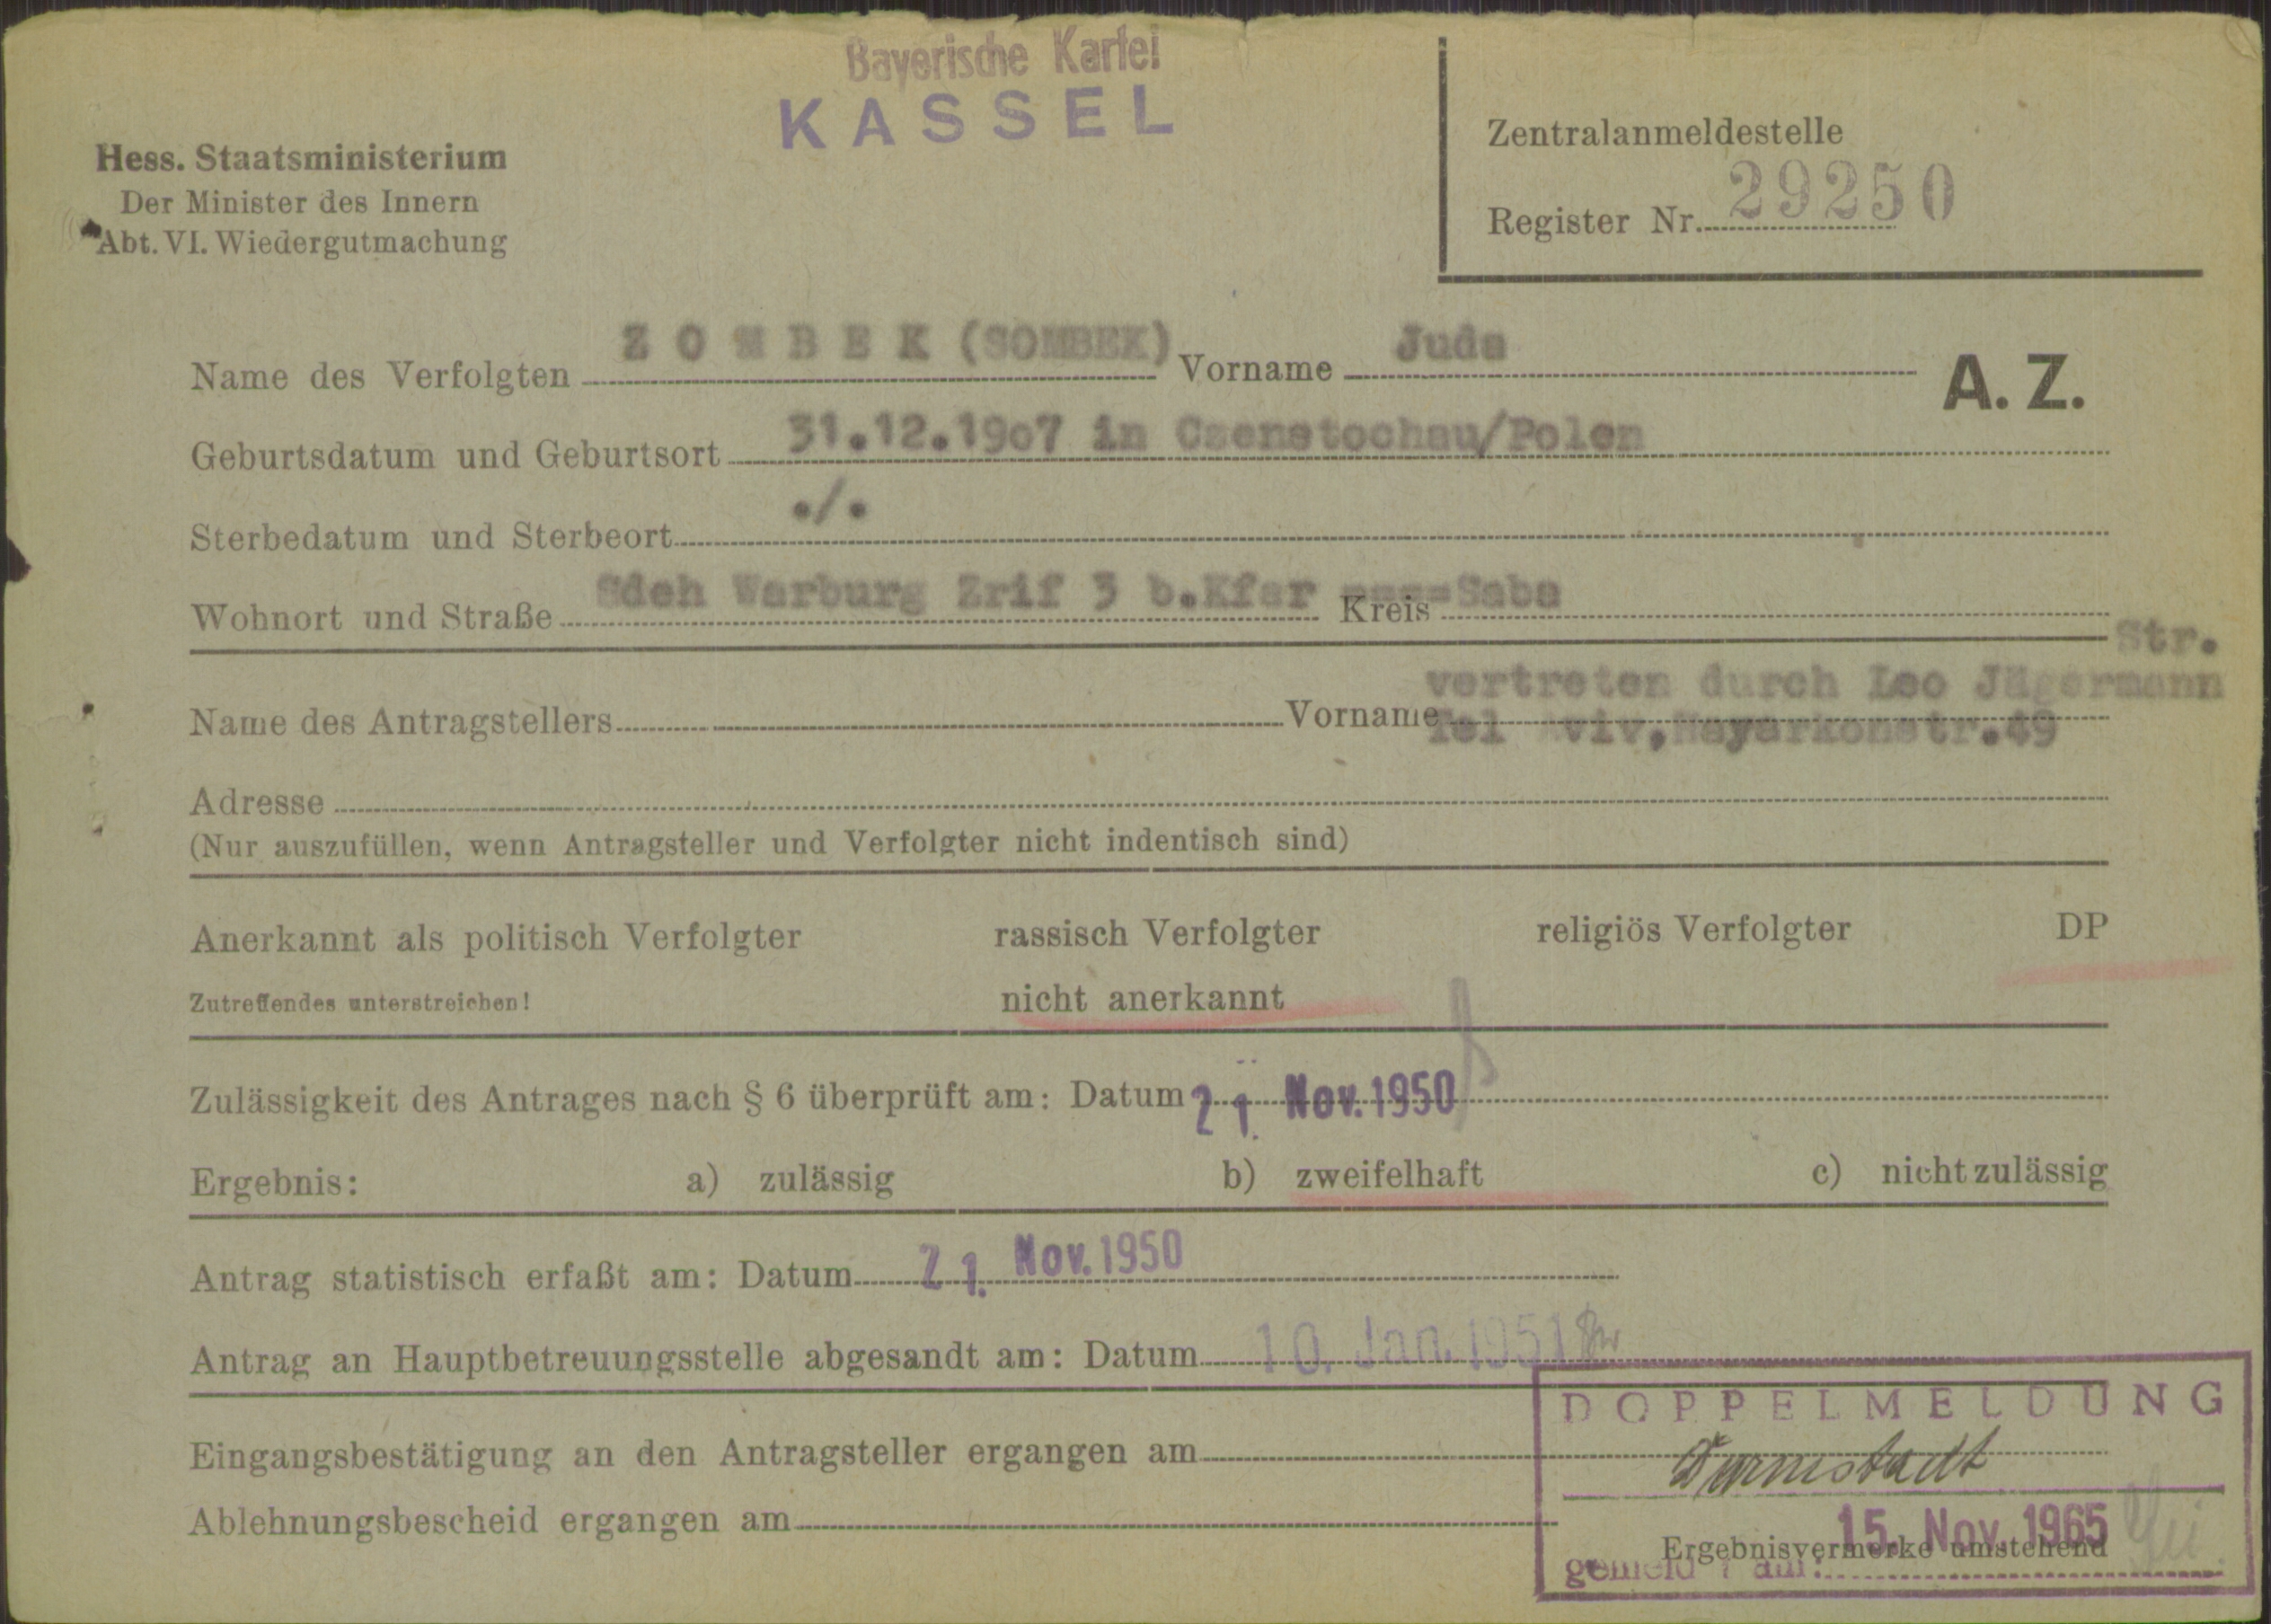 Bayerische Kartei
KASSEL
Hess. Staatsministerium
Der Minister des Innern
Abt. VI. Wiedergutmachung
Zentralanmeldestelle
Register Nr. 29250
Name des Verfolgten ZOMBEK (SOMBEK) Vorname Juda
A. Z.
Geburtsdatum und Geburtsort 31.12.1907 in Czenstochau/Polen
Sterbedatum und Sterbeort ./.
Wohnort und Straße Sdeh Warburg Zrif 3 b.Kfar Kreis Saba
Str.
vertreten durch Leo Jägermann
Name des Antragstellers Vorname
Tel Aviv, Hayarkonstr.49
Adresse
(Nur auszufüllen, wenn Antragsteller und Verfolgter nicht indentisch sind)
Anerkannt als politisch Verfolgter rassisch Verfolgter religiös Verfolgter DP
Zutreffendes unterstreichen! nicht anerkannt
Zulässigkeit des Antrages nach § 6 überprüft am: Datum 21. Nov. 1950
Ergebnis: a) zulässig b) zweifelhaft c) nicht zulässig
Antrag statistisch erfaßt am: Datum 21. Nov. 1950
Antrag an Hauptbetreuungsstelle abgesandt am: Datum 10. Jan. 1951
DOPPELMELDUNG
Eingangsbestätigung an den Antragsteller ergangen am
Darmstadt
Ablehnungsbescheid ergangen am
15. Nov. 1965
Ergebnisvermerke umstehend
gemeldet am: